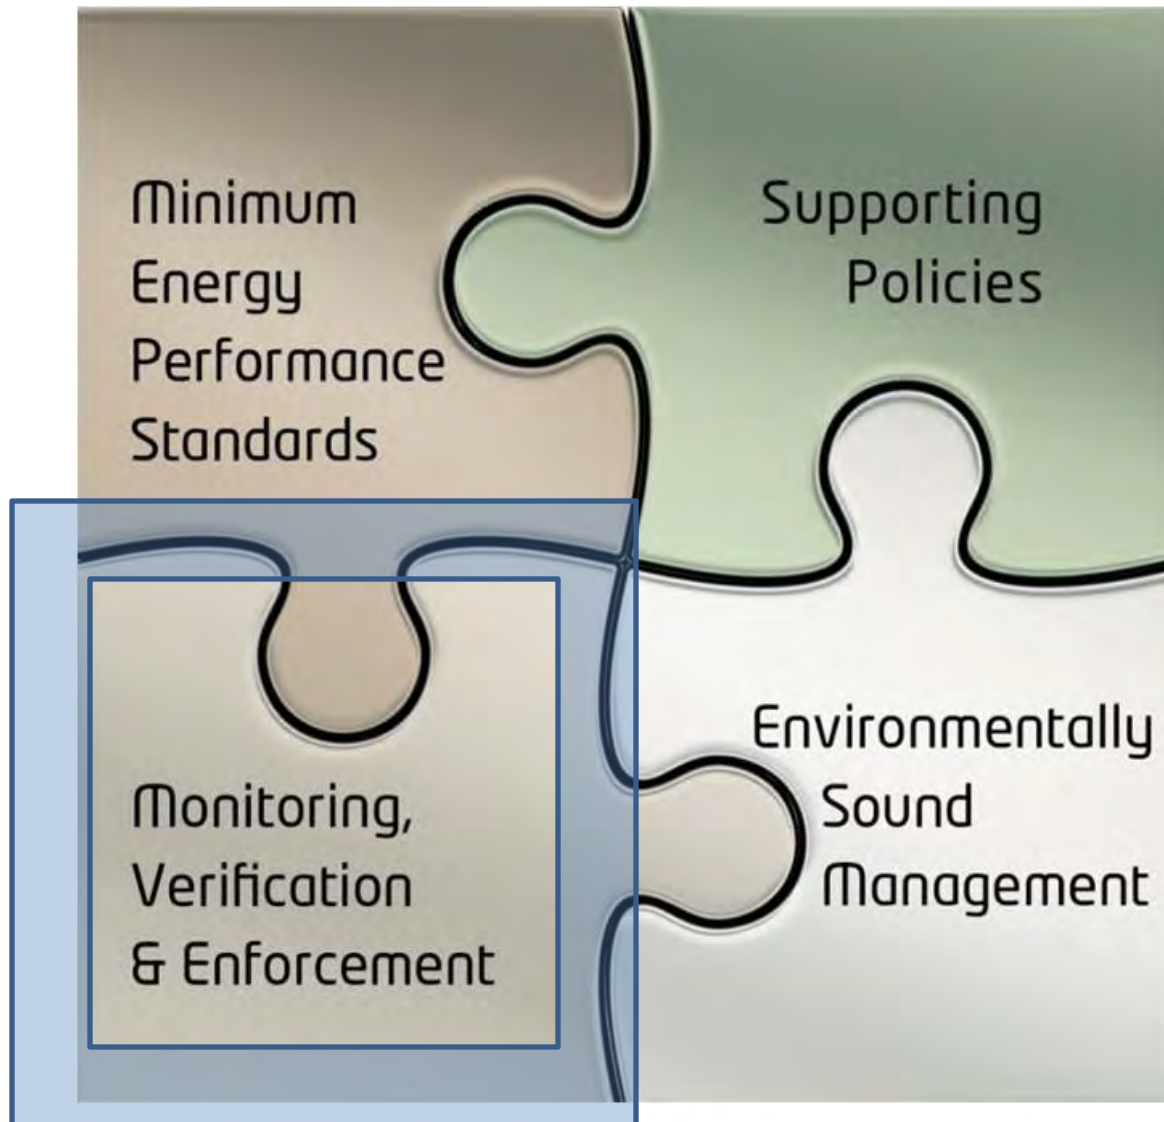 Minimum
Energy
Performance
Standards
Supporting
Policies
Monitoring,
Verification
& Enforcement
Environmentally
Sound
Management